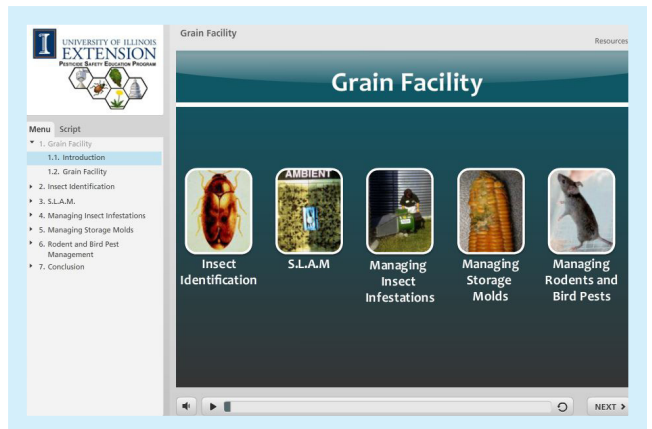 UNIVERSITY OF ILLINOIS
EXTENSION
PESTICIDE SAFETY EDUCATION PROGRAM
Menu Script
1. Grain Facility
1.1. Introduction
1.2. Grain Facility
2. Insect Identification
3. S.L.A.M.
4. Managing Insect Infestations
5. Managing Storage Molds
6. Rodent and Bird Pest
Management
7. Conclusion
Grain Facility
Resources
Grain Facility
AMBIENT
Insect
Identification
S.L.A.M
Managing
Insect
Infestations
Managing
Storage
Molds
Managing
Rodents and
Bird Pests
NEXT >